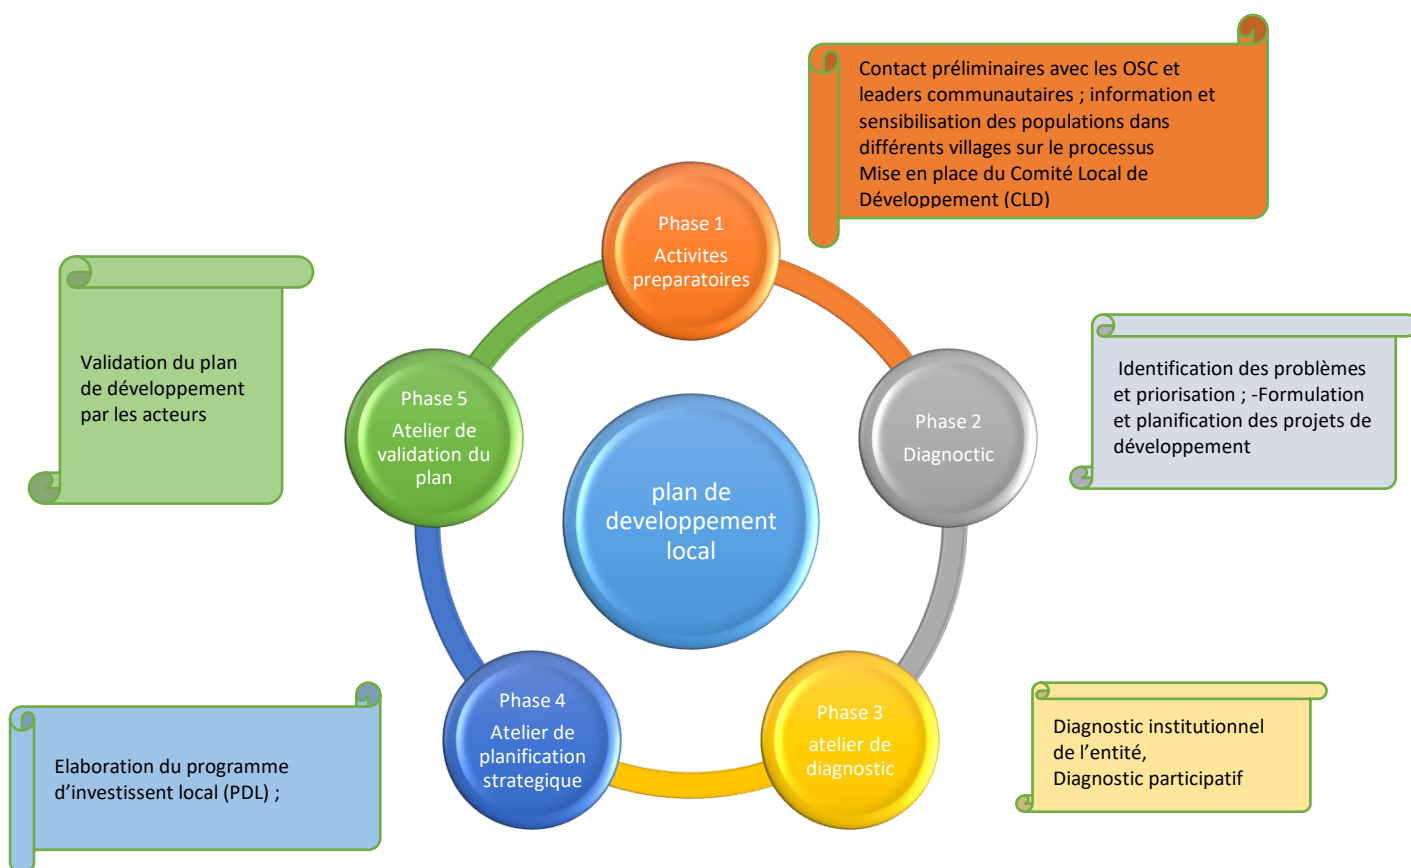 Contact préliminaires avec les OSC et
leaders communautaires ; information et
sensibilisation des populations dans
différents villages sur le processus
Mise en place du Comité Local de
Développement (CLD)
Phase 1
Activites
preparatoires
Identification des problèmes
et priorisation ; -Formulation
et planification des projets de
développement
Phase 2
Diagnoctic
Diagnostic institutionnel
de l’entité,
Diagnostic participatif
Phase 3
atelier de
diagnostic
Elaboration du programme
d’investissent local (PDL) ;
Phase 4
Atelier de
planification
strategique
Validation du plan
de développement
par les acteurs
Phase 5
Atelier de
validation du
plan
plan de
developpement
local